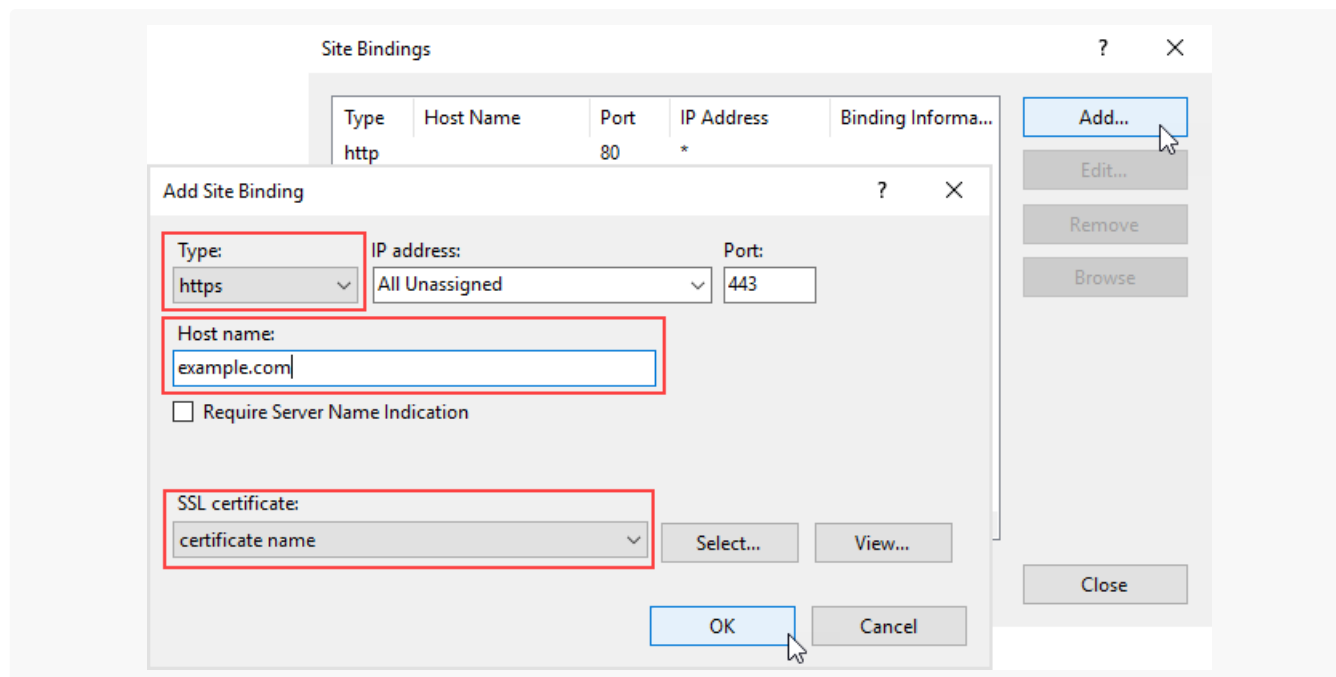 Site Bindings ? ×
Type Host Name Port IP Address Binding Informa...
http 80 *
Add...
Edit...
Remove
Browse
Close
Add Site Binding ? ×
Type: IP address: Port:
https All Unassigned 443
Host name:
example.com
Require Server Name Indication
SSL certificate:
certificate name Select... View...
OK Cancel